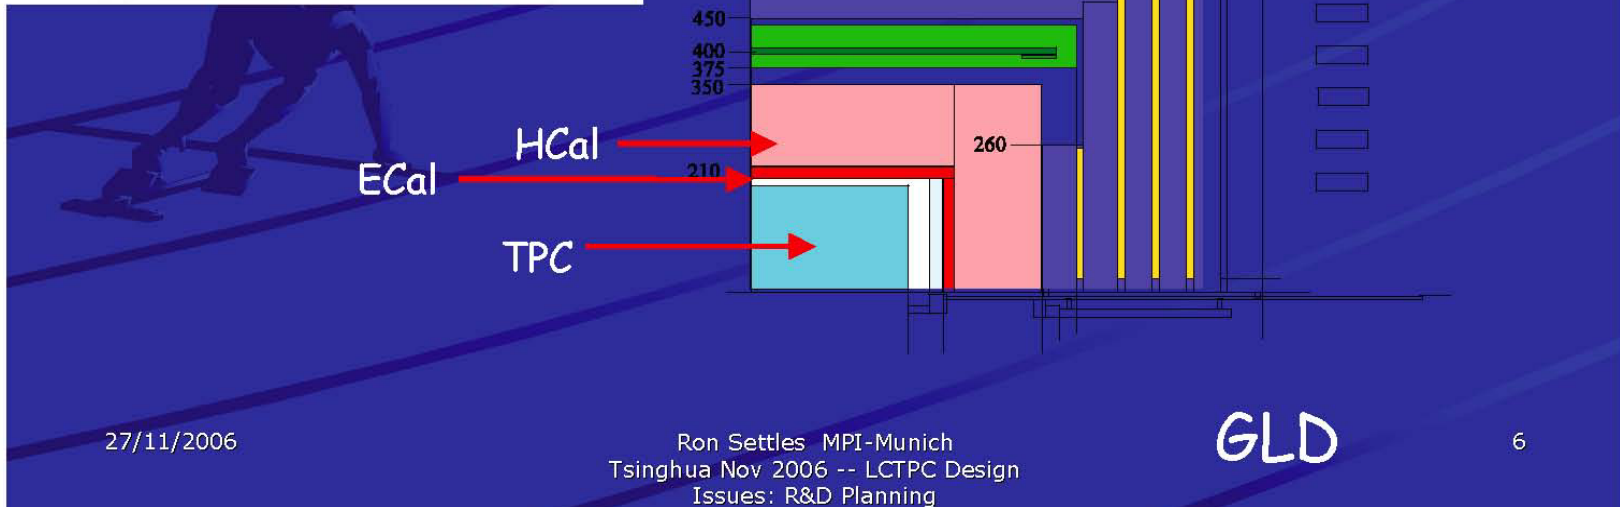 450
400
375
350
HCal
260
210
ECal
TPC
GLD
27/11/2006
Ron Settles MPI-Munich
6
Tsinghua Nov 2006 -- LCTPC Design
Issues: R&D Planning